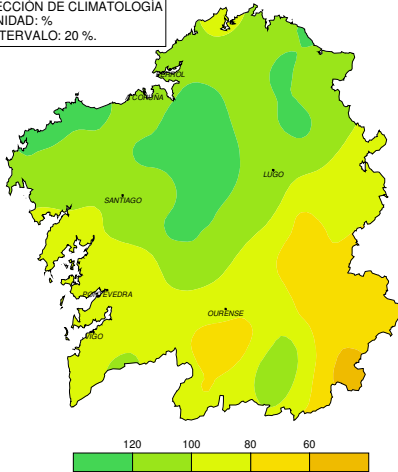 ECCIÓN DE CLIMATOLOGÍA
NIDAD: %
TERVALO: 20 %.
FERROL
CORUÑA
LUGO
SANTIAGO
PONTEVEDRA
OURENSE
VIGO
120 100 80 60